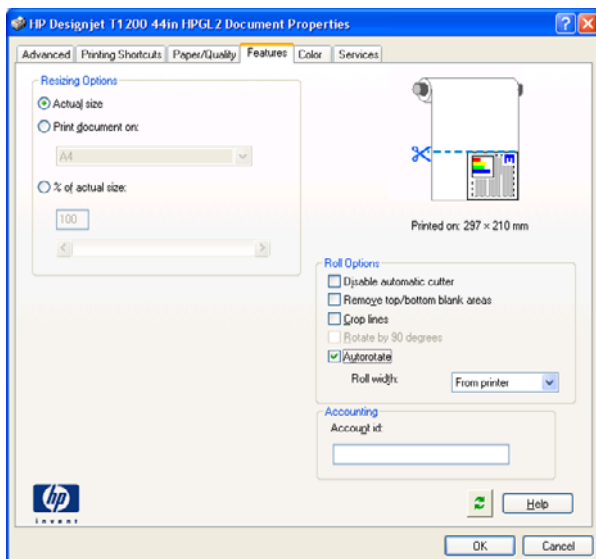 HP Designjet T1200 44in HPGL2 Document Properties
Advanced Printing Shortcuts Paper/Quality Features Color Services
Resizing Options
Actual size
Print document on:
A4
% of actual size:
100
Printed on: 297 × 210 mm
Roll Options
Disable automatic cutter
Remove top/bottom blank areas
Crop lines
Rotate by 90 degrees
Autorotate
Roll width: From printer
Accounting
Account id:
hp
invent
Help
OK Cancel